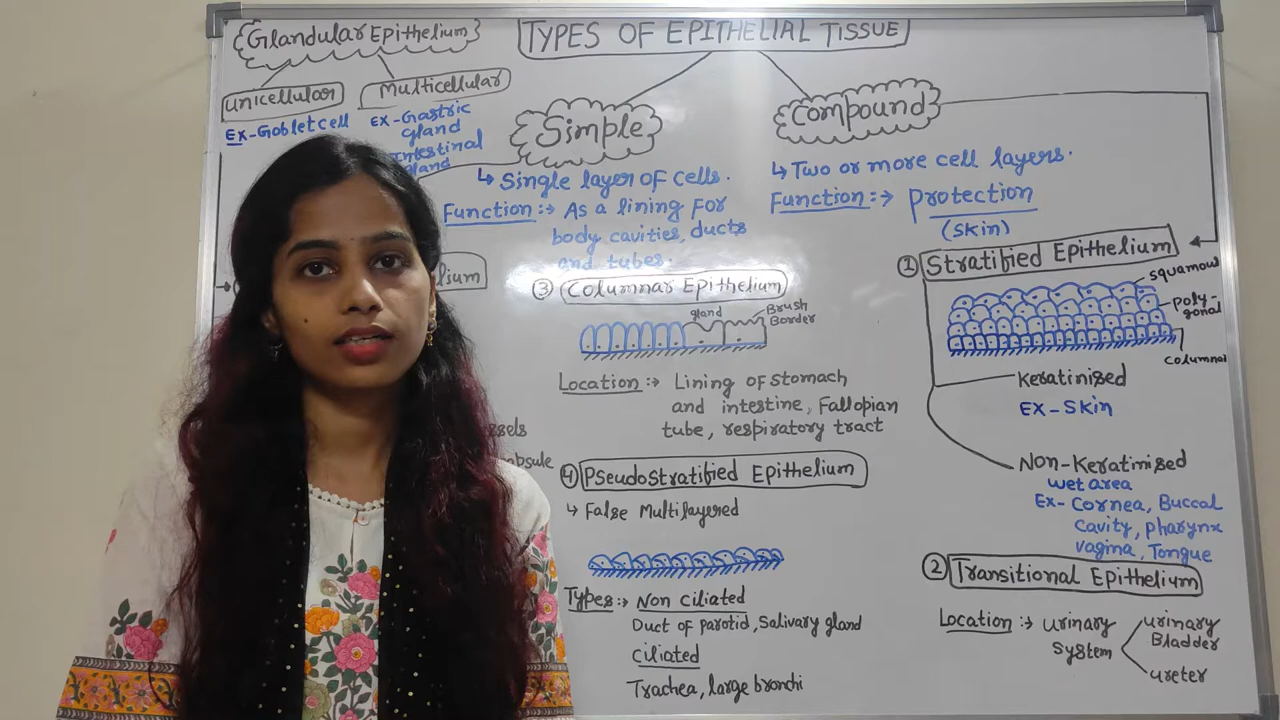 Glandular Epithelium
unicellular
Multicellular
Ex-Goblet cell
Ex-Gastric
gland
Intestinal
gland
TYPES OF EPITHELIAL TISSUE
Simple
↳ Single layer of cells.
Function :→ As a lining for
body cavities, ducts
and tubes.
③ Columnar Epithelium
gland
Brush
Border
Location :→ Lining of stomach
and intestine, Fallopian
tube, respiratory tract
④ Pseudostratified Epithelium
↳ False Multilayered
Types :→ Non ciliated
Duct of parotid, Salivary gland
ciliated
Trachea, large bronchi
Compound
↳ Two or more cell layers.
Function :→ protection
(skin)
① Stratified Epithelium
squamous
poly-
gonal
columnar
Keratinised
EX-Skin
Non-Keratinised
wet area
Ex- Cornea, Buccal
Cavity, pharynx
vagina, Tongue
② Transitional Epithelium
Location :→ urinary
System
urinary
Bladder
ureter